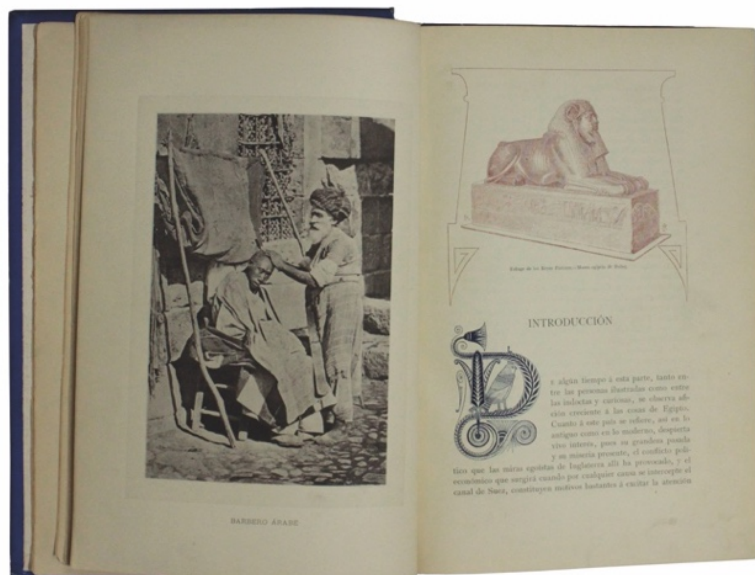 BARBERO ÁRABE
INTRODUCCIÓN
D
e algún tiempo á esta parte, tanto en-
tre las personas ilustradas como entre
las indoctas y curiosas, se observa afi-
ción creciente á las cosas de Egipto.
Cuanto á este país se refiere, así en lo
antiguo como en lo moderno, despierta
vivo interés, pues su grandeza pasada
y su miseria presente, el conflicto polí-
tico que las miras egoístas de Inglaterra allí ha provocado, y el
económico que surgirá cuando por cualquier causa se intercepte el
canal de Suez, constituyen motivos bastantes á excitar la atención